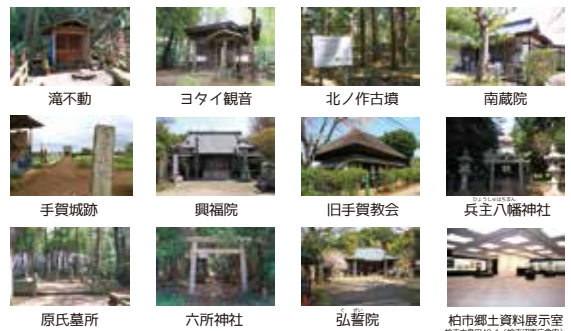 滝不動
ヨタイ観音
北ノ作古墳
南蔵院
手賀城跡
興福院
旧手賀教会
ひょうしゅはちまん
兵主八幡神社
原氏墓所
六所神社
ぐ ぜい
弘誓院
柏市郷土資料展示室